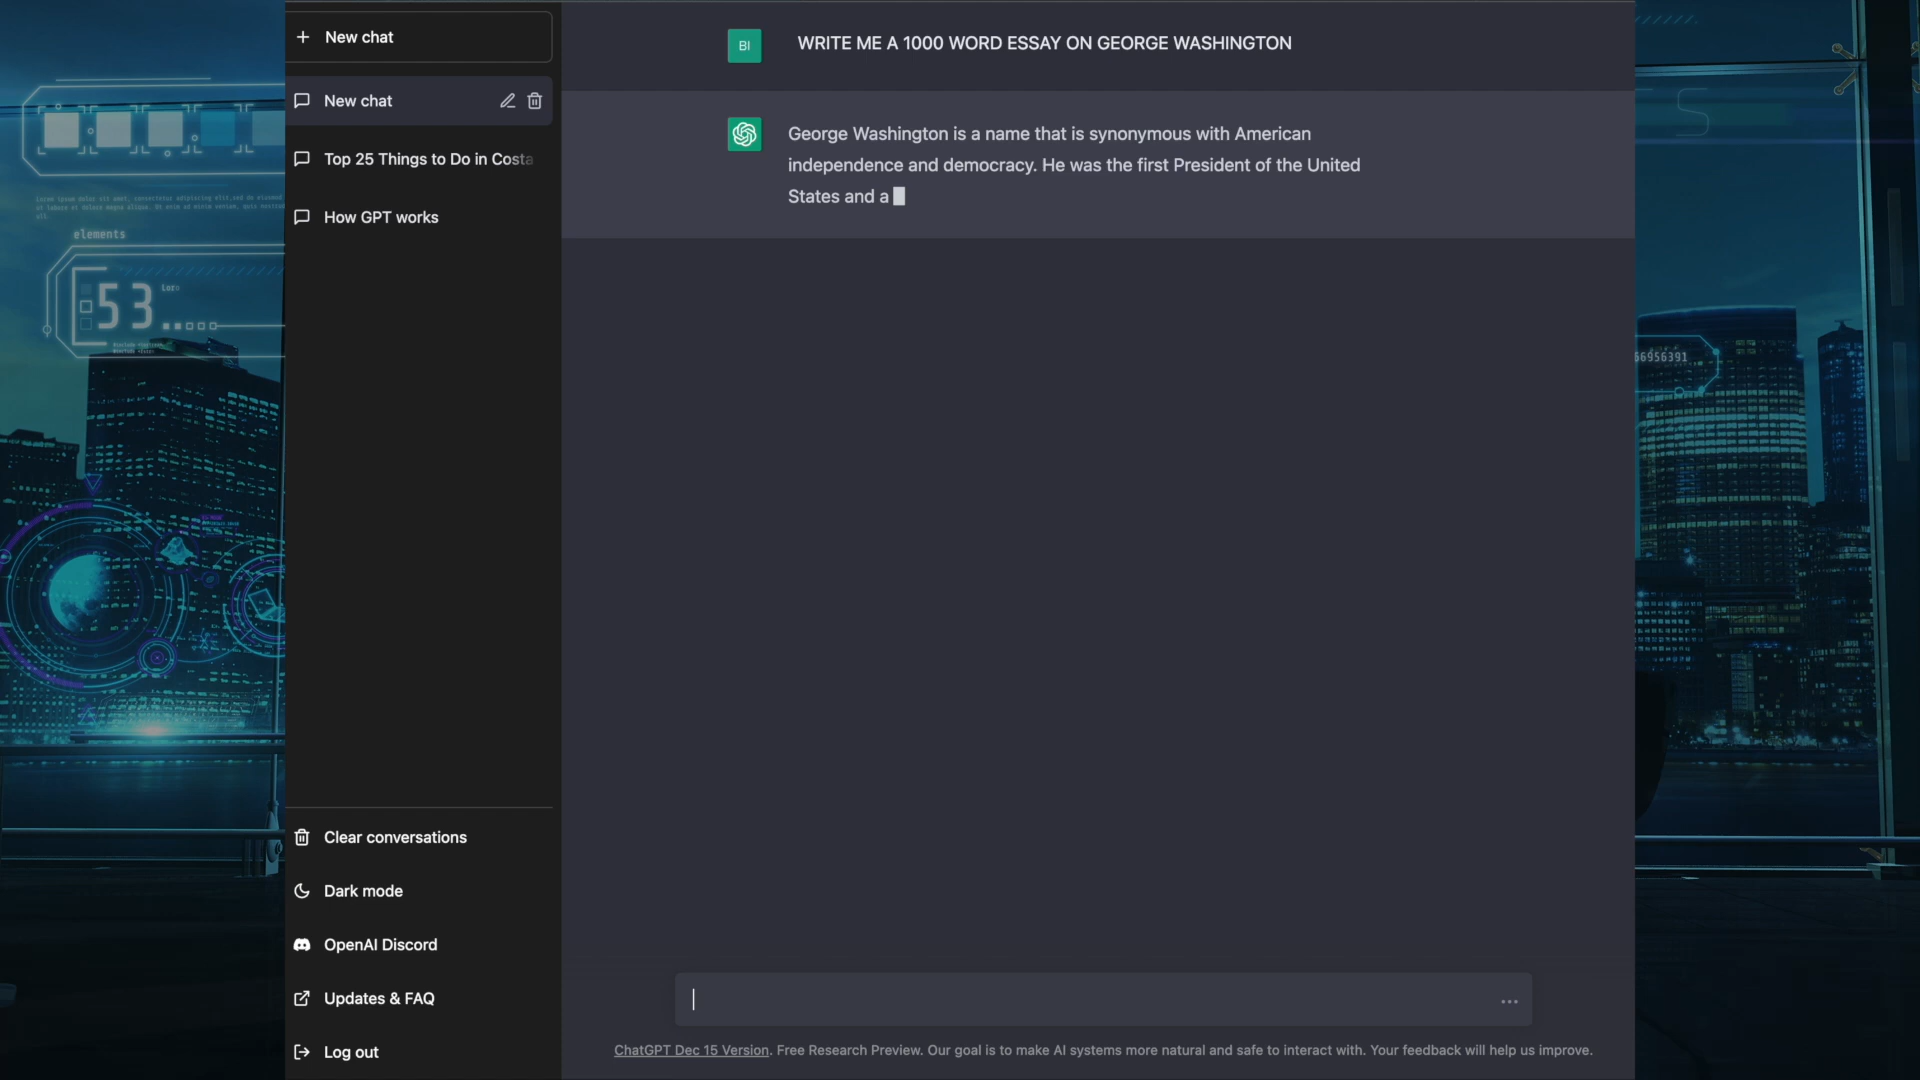 New chat
New chat
Top 25 Things to Do in Costa
How GPT works
Clear conversations
Dark mode
OpenAI Discord
Updates & FAQ
Log out
BI
WRITE ME A 1000 WORD ESSAY ON GEORGE WASHINGTON
George Washington is a name that is synonymous with American
independence and democracy. He was the first President of the United
States and a
ChatGPT Dec 15 Version. Free Research Preview. Our goal is to make AI systems more natural and safe to interact with. Your feedback will help us improve.
elements
53
66956391